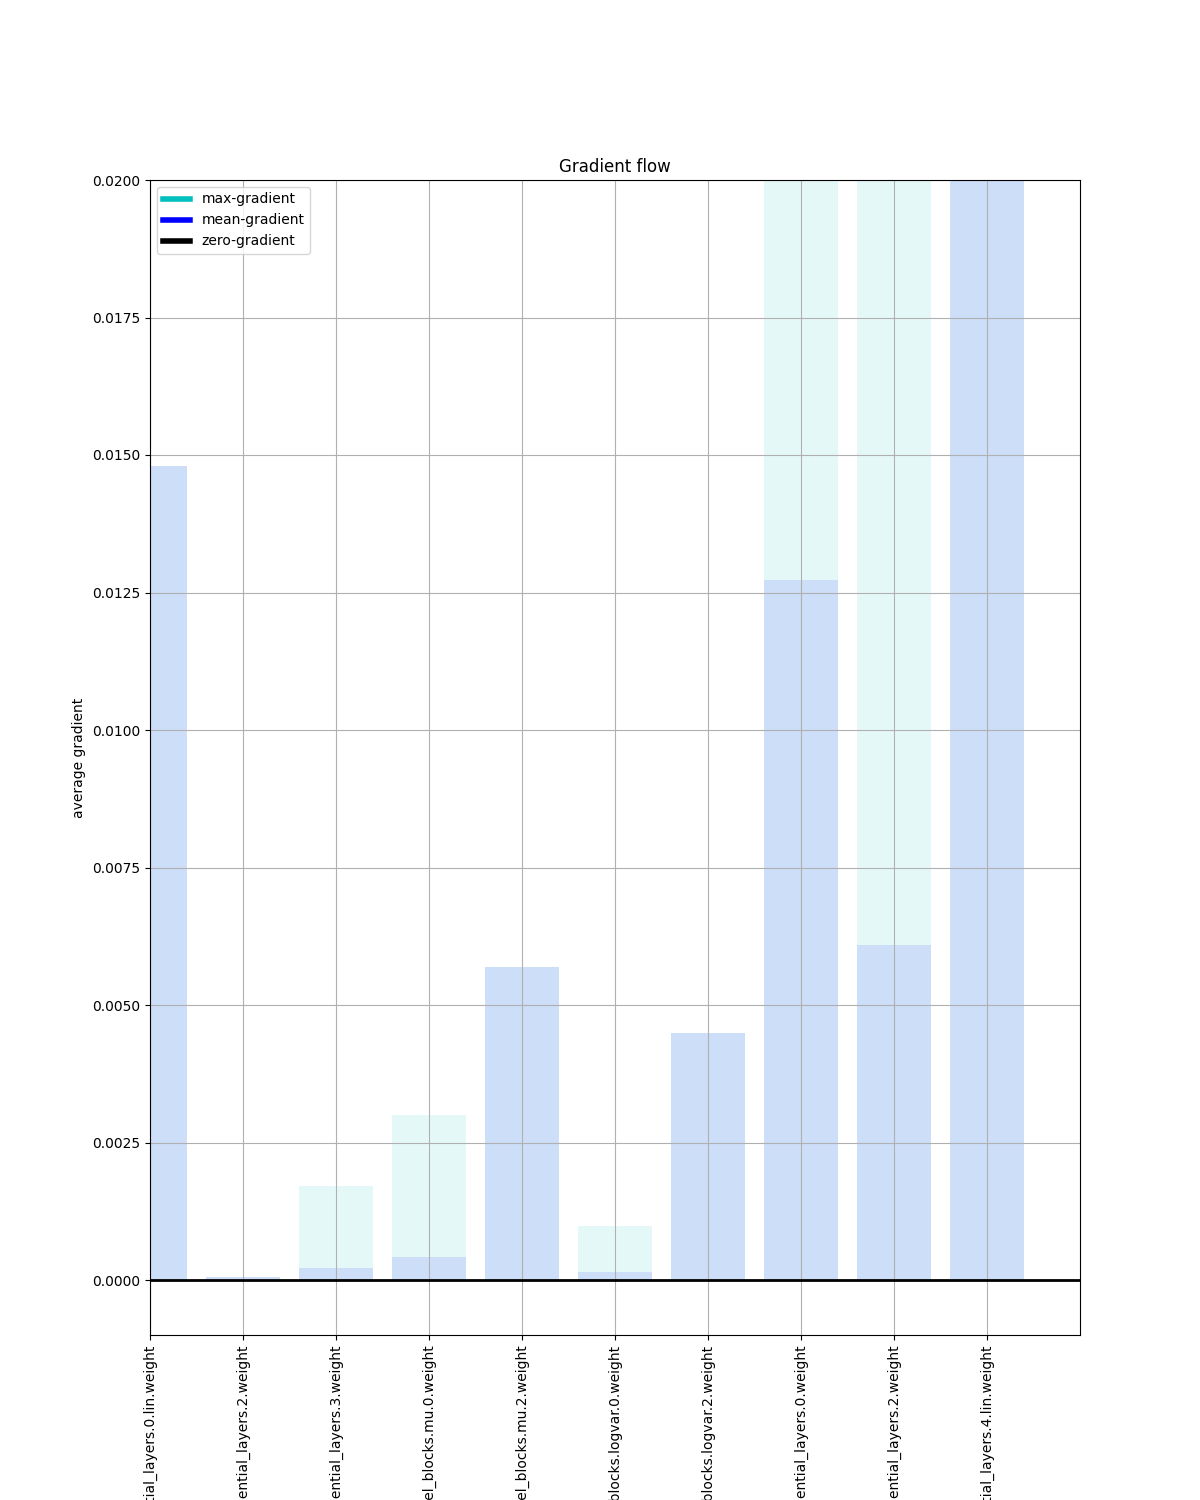 Gradient flow
max-gradient
mean-gradient
zero-gradient
0.0200
0.0175
0.0150
0.0125
0.0100
0.0075
0.0050
0.0025
0.0000
average gradient
tial_layers.0.lin.weight
ential_layers.2.weight
ential_layers.3.weight
el_blocks.mu.0.weight
el_blocks.mu.2.weight
blocks.logvar.0.weight
blocks.logvar.2.weight
ential_layers.0.weight
ential_layers.2.weight
tial_layers.4.lin.weight